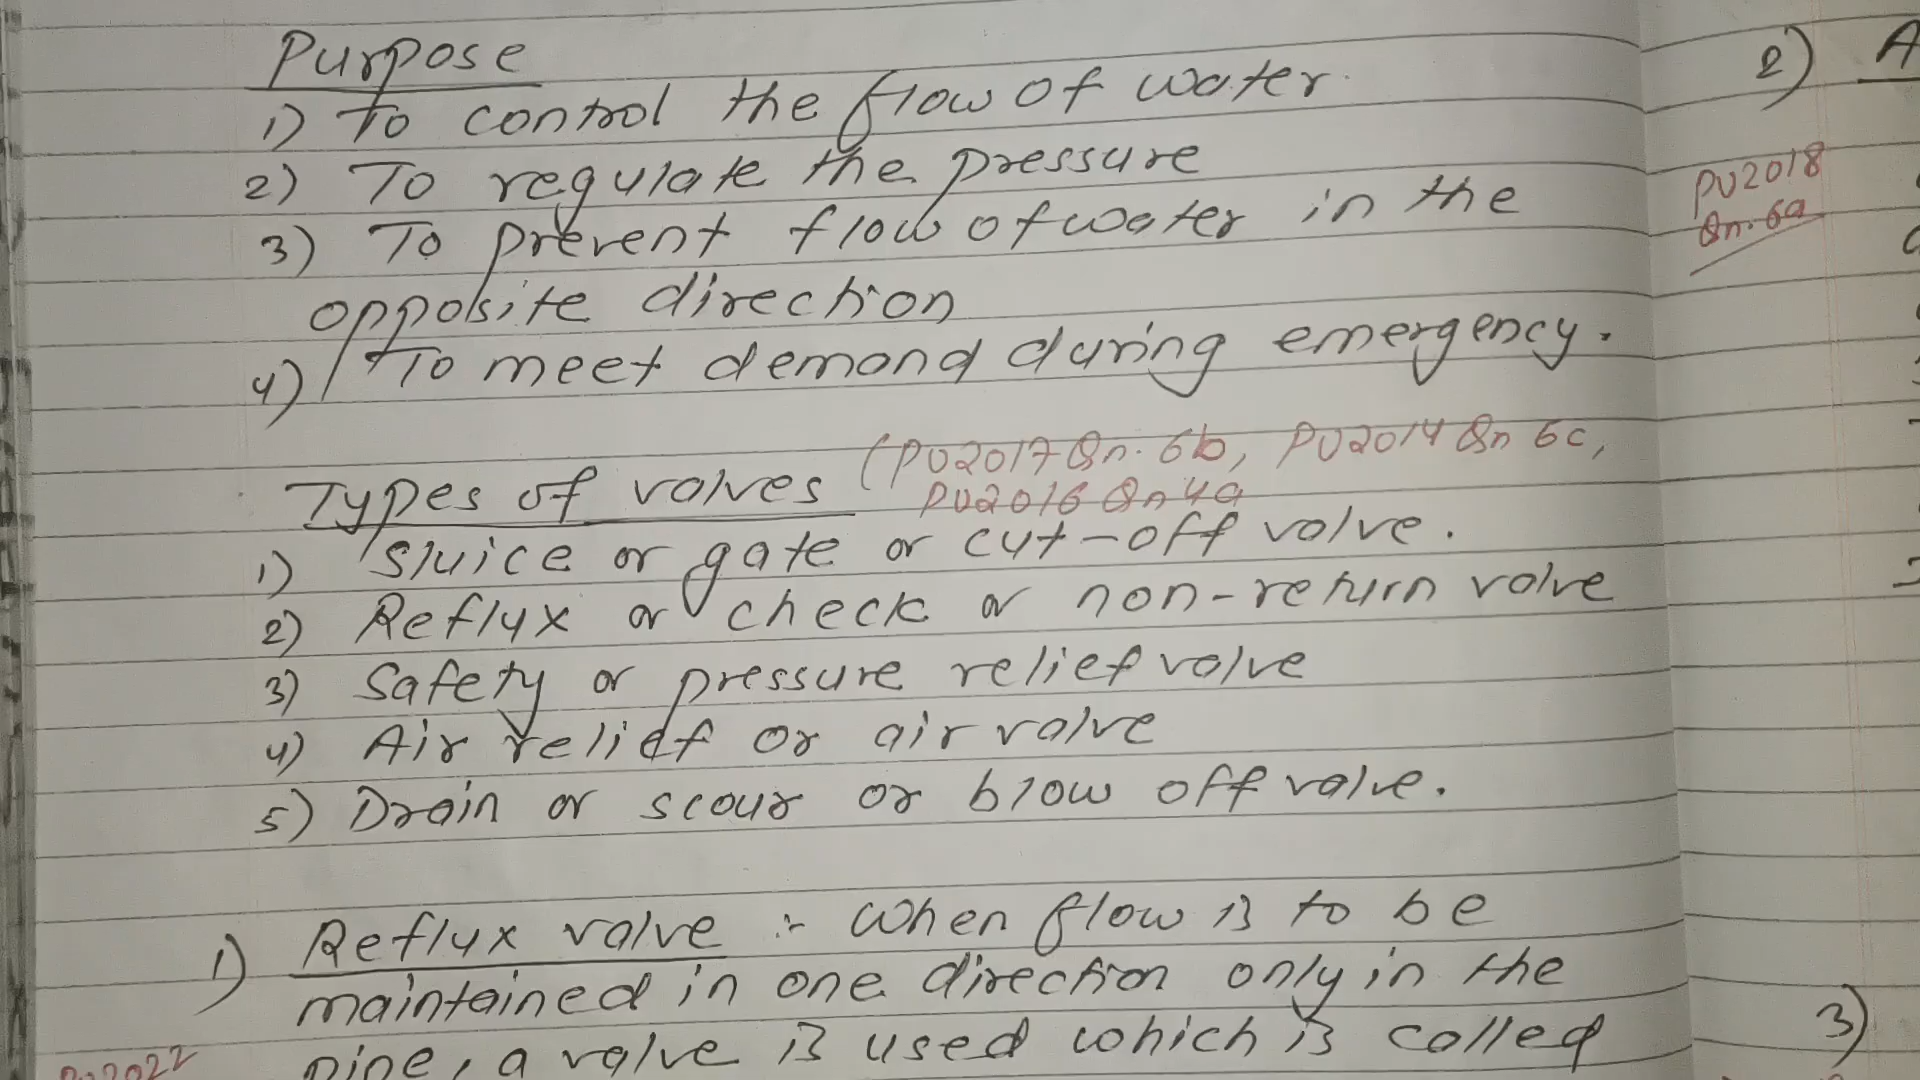 Purpose
1) To control the flow of water.
2) To regulate the pressure
3) To prevent flow of water in the
opposite direction
4) To meet demand during emergency.
Types of valves (PU2017 Qn. 6b, PU2014 Qn 6c,
PU2016 Qn 4a
1) Sluice or gate or cut-off valve.
2) Reflux or check or non-return valve
3) Safety or pressure relief valve
4) Air relief or air valve
5) Drain or scour or blow off valve.
1) Reflux valve :- When flow is to be
maintained in one direction only in the
pipe, a valve is used which is called
PU2022
2) A
PU2018
Qn. 6a
3)